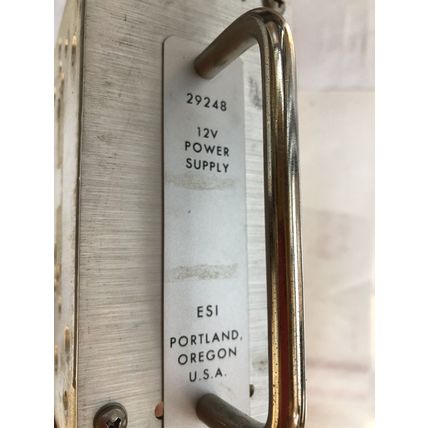 29248
12V
POWER
SUPPLY
ESI
PORTLAND,
OREGON
U.S.A.